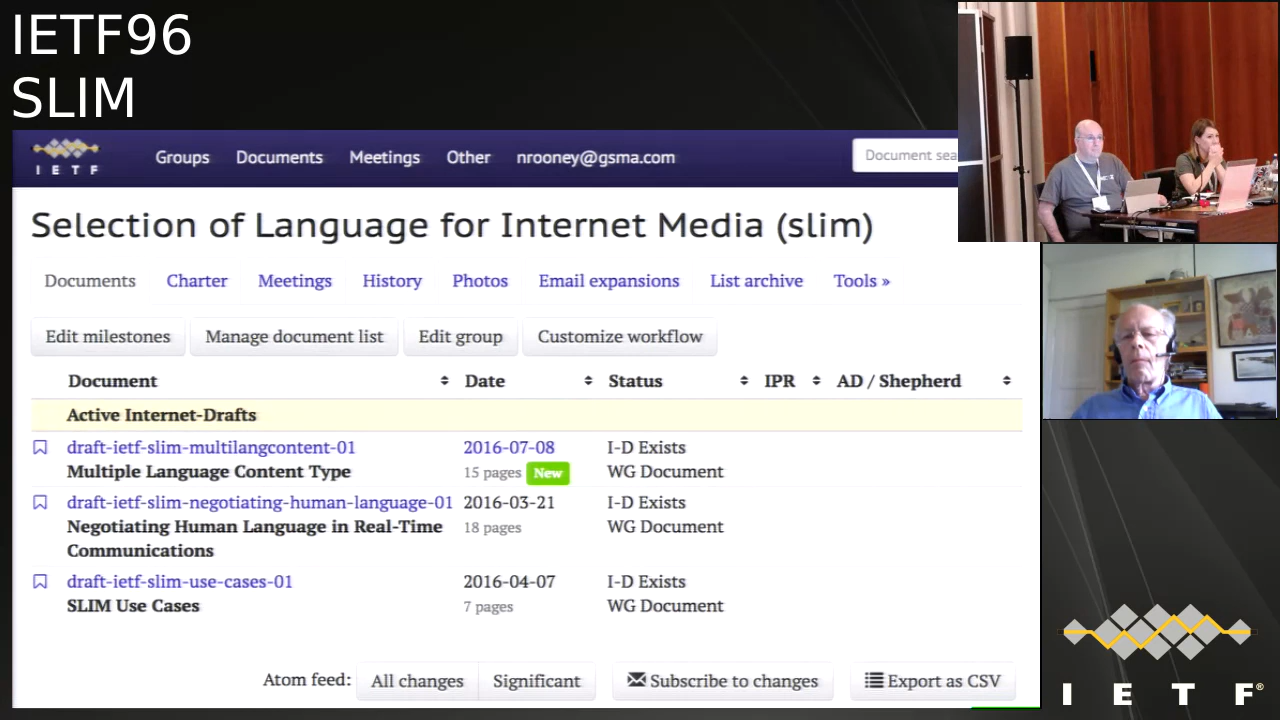 IETF96
SLIM
I E T F
Groups Documents Meetings Other nrooney@gsma.com
Document sea
Selection of Language for Internet Media (slim)
Documents Charter Meetings History Photos Email expansions List archive Tools »
Edit milestones Manage document list Edit group Customize workflow
Document Date Status IPR AD / Shepherd
Active Internet-Drafts
draft-ietf-slim-multilangcontent-01 2016-07-08 I-D Exists
Multiple Language Content Type 15 pages New WG Document
draft-ietf-slim-negotiating-human-language-01 2016-03-21 I-D Exists
Negotiating Human Language in Real-Time 18 pages WG Document
Communications
draft-ietf-slim-use-cases-01 2016-04-07 I-D Exists
SLIM Use Cases 7 pages WG Document
Atom feed: All changes Significant Subscribe to changes Export as CSV
I E T F®